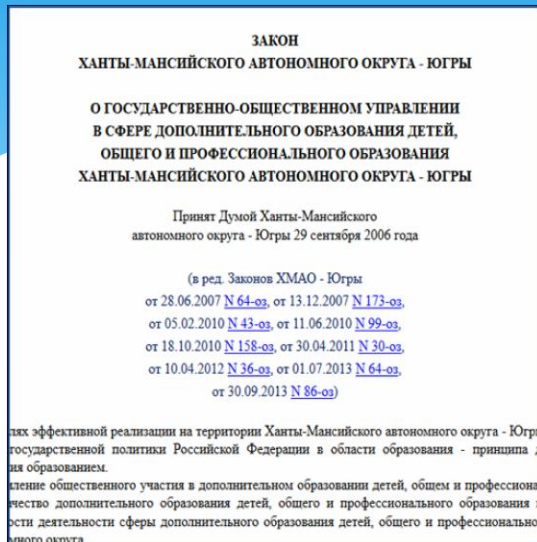 ЗАКОН
ХАНТЫ-МАНСИЙСКОГО АВТОНОМНОГО ОКРУГА - ЮГРЫ
О ГОСУДАРСТВЕННО-ОБЩЕСТВЕННОМ УПРАВЛЕНИИ
В СФЕРЕ ДОПОЛНИТЕЛЬНОГО ОБРАЗОВАНИЯ ДЕТЕЙ,
ОБЩЕГО И ПРОФЕССИОНАЛЬНОГО ОБРАЗОВАНИЯ
ХАНТЫ-МАНСИЙСКОГО АВТОНОМНОГО ОКРУГА - ЮГРЫ
Принят Думой Ханты-Мансийского
автономного округа - Югры 29 сентября 2006 года
(в ред. Законов ХМАО - Югры
от 28.06.2007 N 64-оз, от 13.12.2007 N 173-оз,
от 05.02.2010 N 43-оз, от 11.06.2010 N 99-оз,
от 18.10.2010 N 158-оз, от 30.04.2011 N 30-оз,
от 10.04.2012 N 36-оз, от 01.07.2013 N 64-оз,
от 30.09.2013 N 86-оз)
эффективной реализации на территории Ханты-Мансийского автономного округа - Югр
государственной политики Российской Федерации в области образования - принципа
образованием.
общественного участия в дополнительном образовании детей, общем и профессиона
дополнительного образования детей, общего и профессионального образования
деятельности сферы дополнительного образования детей, общего и профессионально
округа